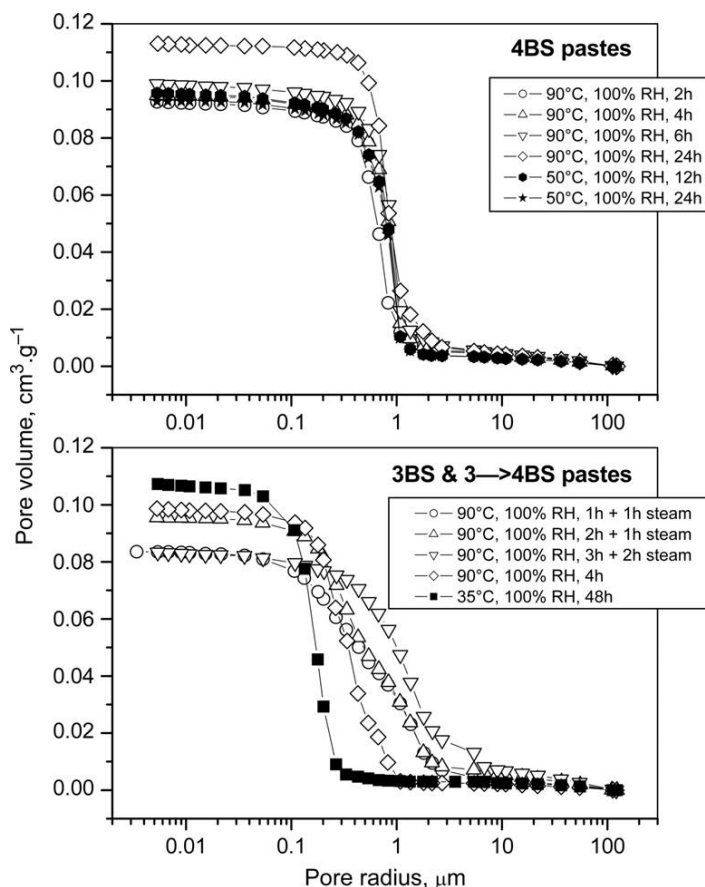 4BS pastes
0.12
0.10
0.08
0.06
0.04
0.02
0.00
90°C, 100% RH, 2h
90°C, 100% RH, 4h
90°C, 100% RH, 6h
90°C, 100% RH, 24h
50°C, 100% RH, 12h
50°C, 100% RH, 24h
0.01 0.1 1 10 100
Pore volume, cm³.g⁻¹
3BS & 3—>4BS pastes
0.12
0.10
0.08
0.06
0.04
0.02
0.00
90°C, 100% RH, 1h + 1h steam
90°C, 100% RH, 2h + 1h steam
90°C, 100% RH, 3h + 2h steam
90°C, 100% RH, 4h
35°C, 100% RH, 48h
0.01 0.1 1 10 100
Pore radius, μm